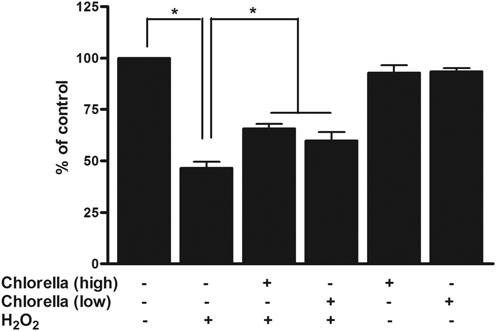 * *
125
100
75
50
25
0
% of control
Chlorella (high) - - + - + -
Chlorella (low) - - - + - +
H₂O₂ - + + + - -